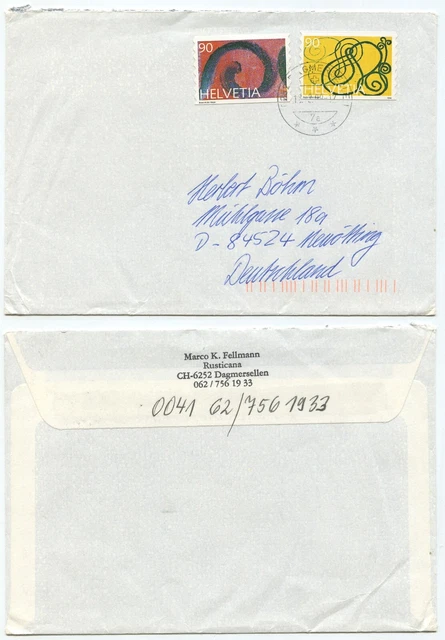 90
HELVETIA
90
HELVETIA
Herbert Böhm
Mühlgasse 18a
D-84524 Neuötting
Deutschland
Marco K. Fellmann
Rusticana
CH-6252 Dagmersellen
062 / 756 19 33
0041 62/756 1933